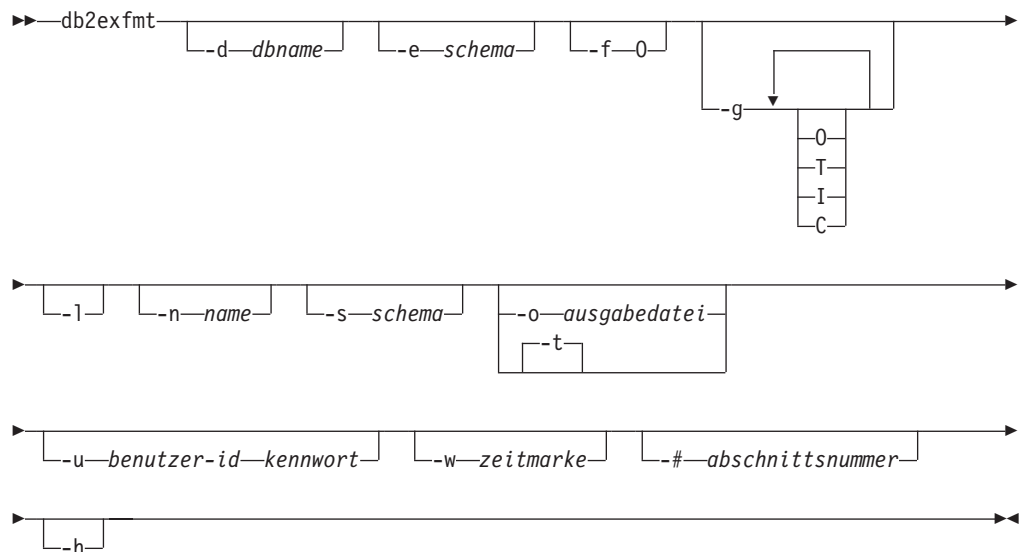 db2exfmt
-d dbname -e schema -f O
-g
O
T
I
C
-l -n name -s schema -o ausgabedatei
-t
-u benutzer-id kennwort -w zeitmarke -# abschnittsnummer
-h